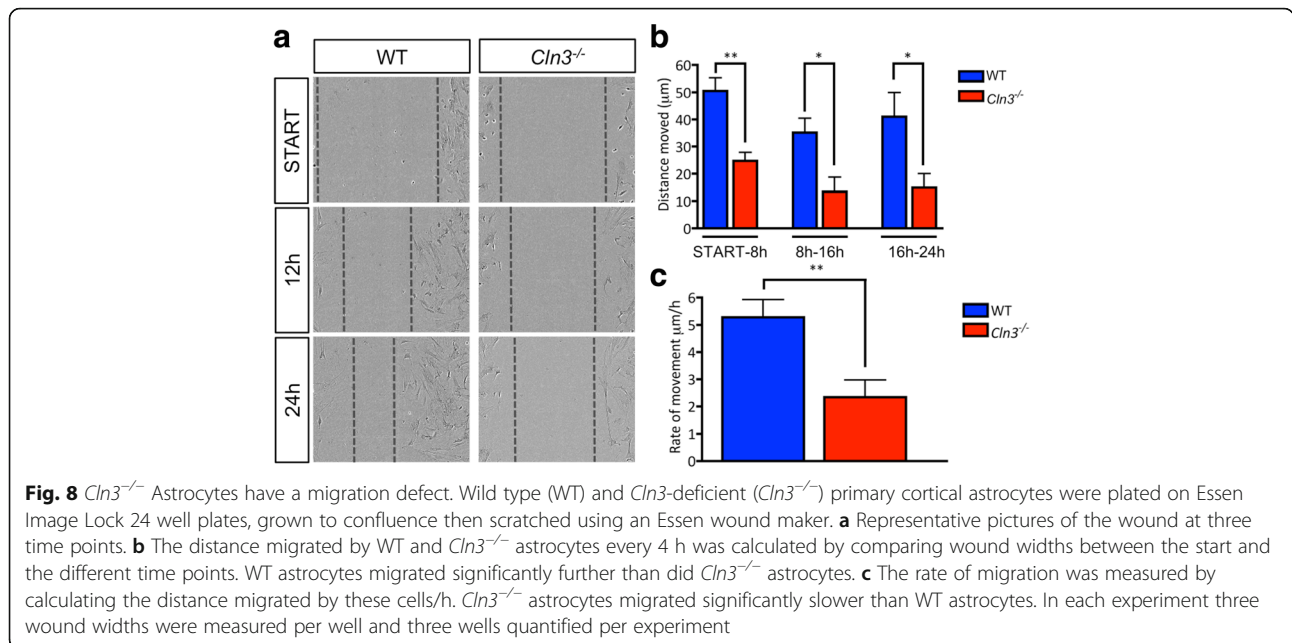 a
WT
Cln3-/-
START
12h
24h
b
**
*
*
WT
Cln3-/-
Distance moved (μm)
60
50
40
30
20
10
0
START-8h
8h-16h
16h-24h
c
**
WT
Cln3-/-
Rate of movement μm/h
6
5
4
3
2
1
0
Fig. 8 Cln3−/− Astrocytes have a migration defect. Wild type (WT) and Cln3-deficient (Cln3−/−) primary cortical astrocytes were plated on Essen
Image Lock 24 well plates, grown to confluence then scratched using an Essen wound maker. a Representative pictures of the wound at three
time points. b The distance migrated by WT and Cln3−/− astrocytes every 4 h was calculated by comparing wound widths between the start and
the different time points. WT astrocytes migrated significantly further than did Cln3−/− astrocytes. c The rate of migration was measured by
calculating the distance migrated by these cells/h. Cln3−/− astrocytes migrated significantly slower than WT astrocytes. In each experiment three
wound widths were measured per well and three wells quantified per experiment